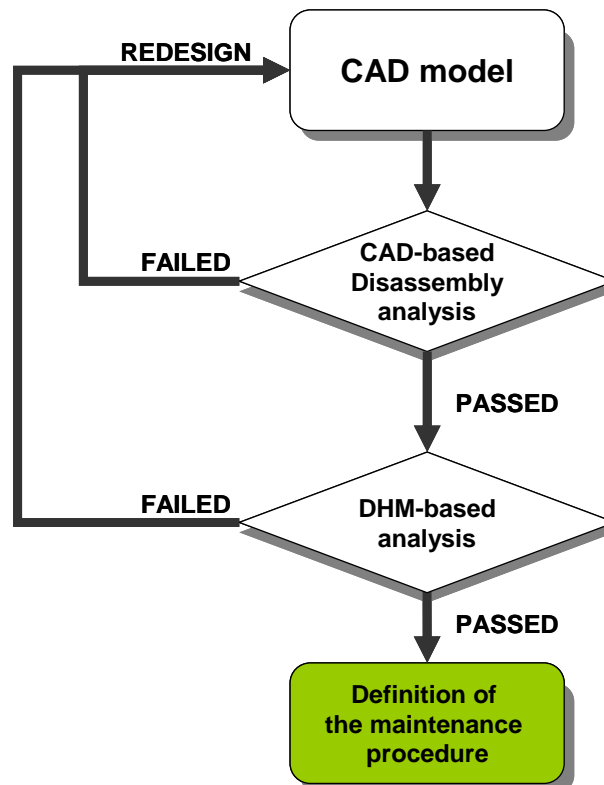 REDESIGN
CAD model
CAD-based
Disassembly
analysis
FAILED
PASSED
DHM-based
analysis
FAILED
PASSED
Definition of
the maintenance
procedure